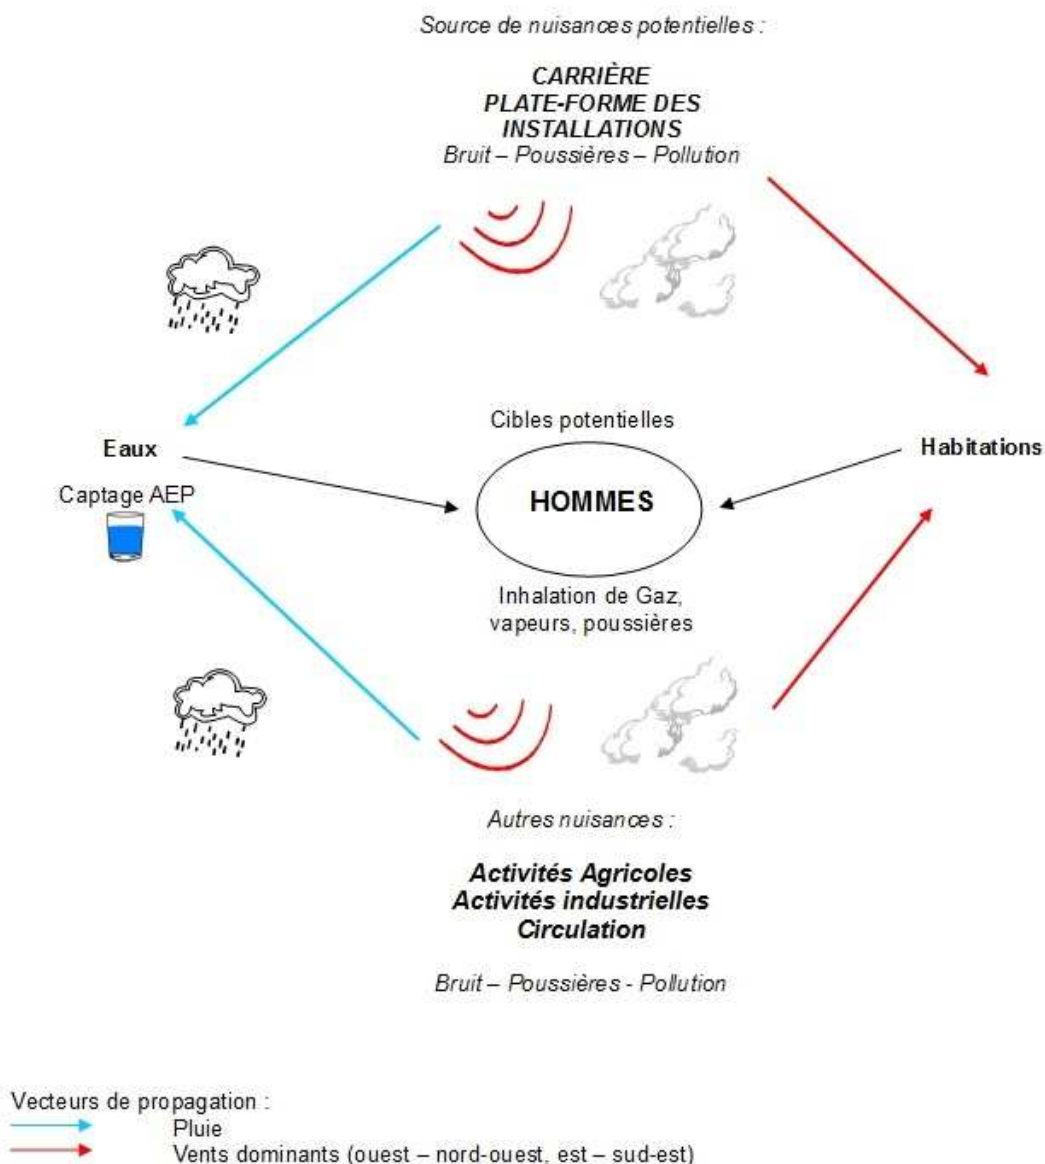 Source de nuisances potentielles :
CARRIÈRE
PLATE-FORME DES
INSTALLATIONS
Bruit – Poussières – Pollution
Cibles potentielles
Eaux
Habitations
Captage AEP
HOMMES
Inhalation de Gaz,
vapeurs, poussières
Autres nuisances :
Activités Agricoles
Activités industrielles
Circulation
Bruit – Poussières - Pollution
Vecteurs de propagation :
Pluie
Vents dominants (ouest – nord-ouest, est – sud-est)